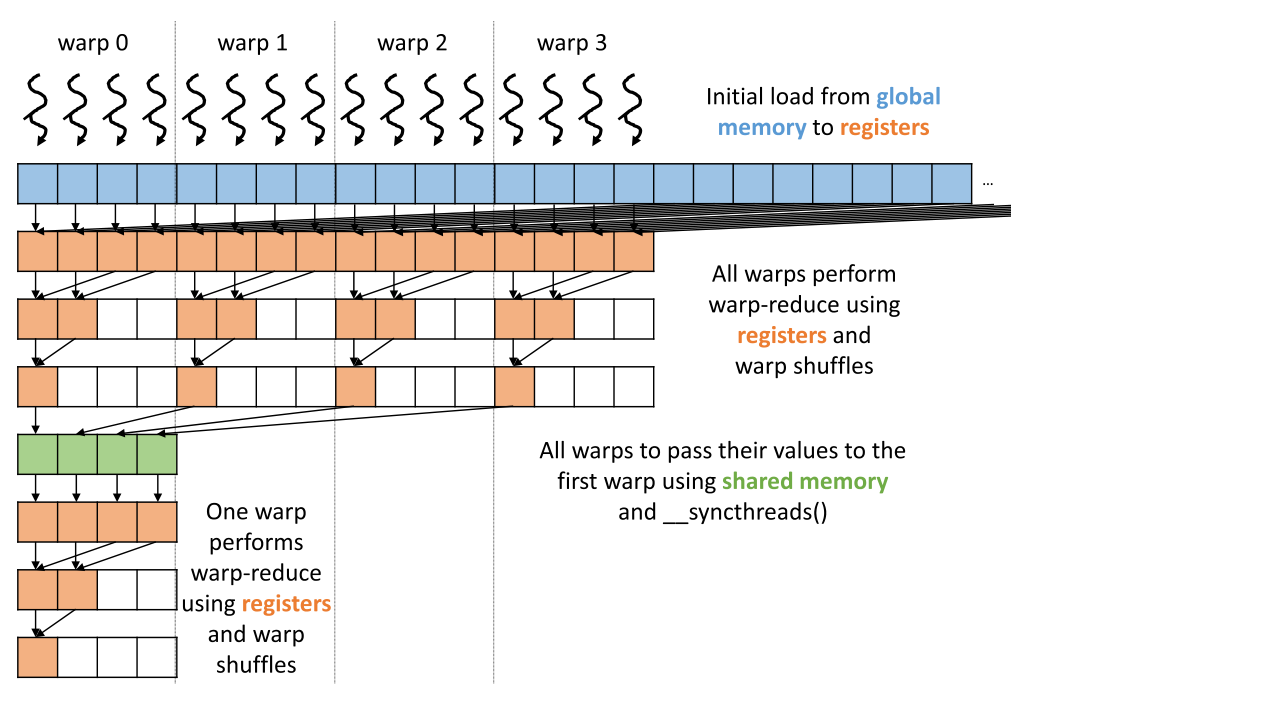 warp 0
warp 1
warp 2
warp 3
Initial load from global
memory to registers
...
All warps perform
warp-reduce using
registers and
warp shuffles
All warps to pass their values to the
first warp using shared memory
and __syncthreads()
One warp
performs
warp-reduce
using registers
and warp
shuffles